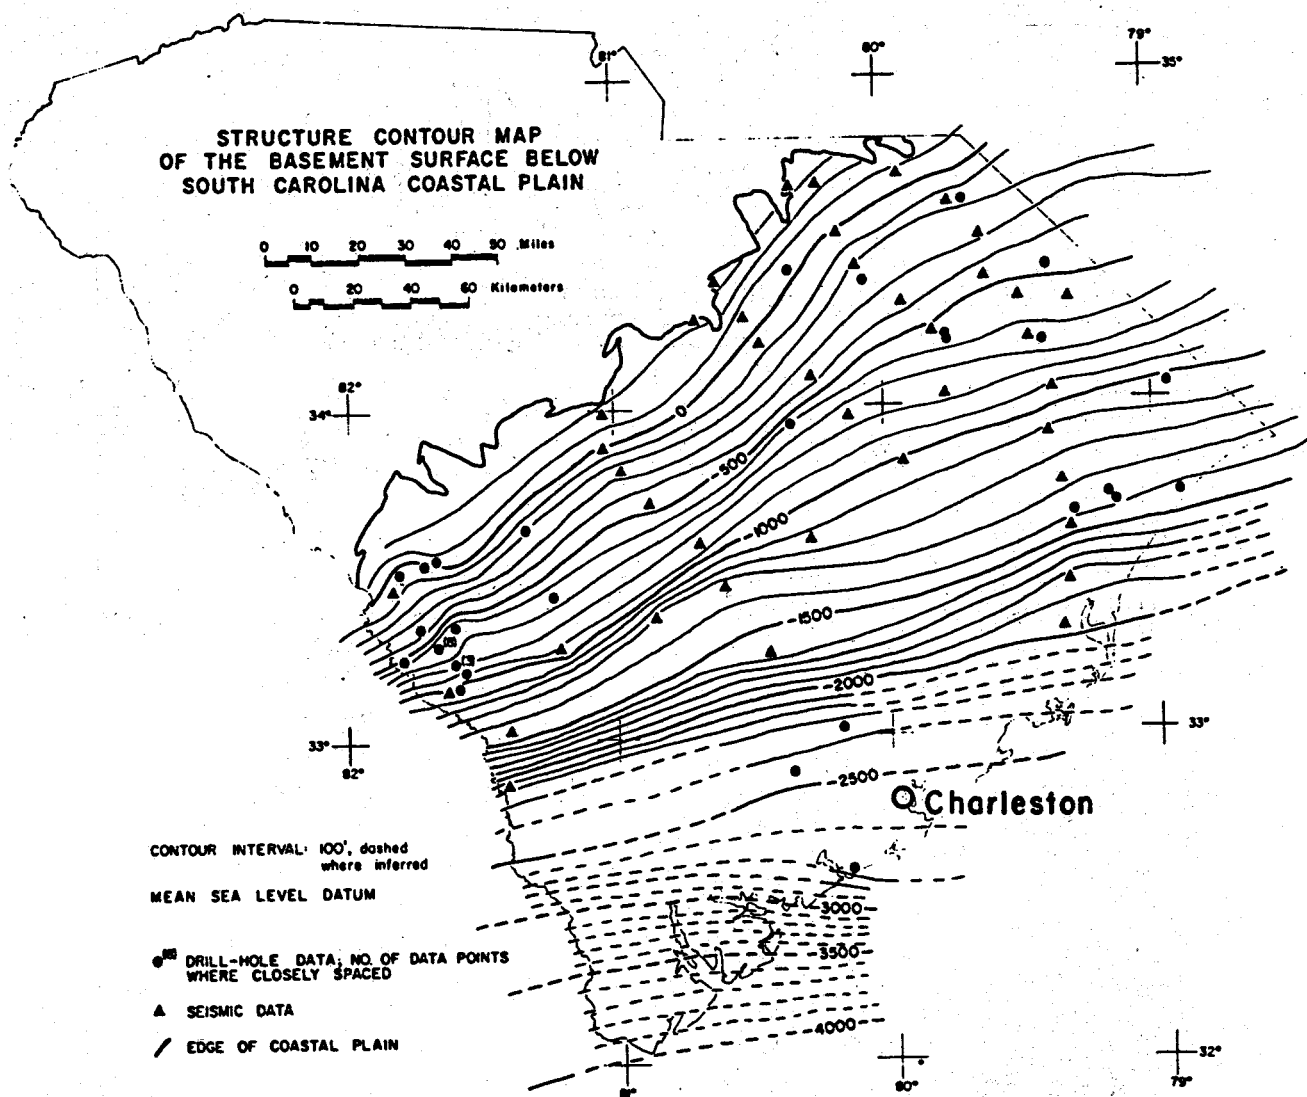 79°
80°
81°
35°
STRUCTURE CONTOUR MAP
OF THE BASEMENT SURFACE BELOW
SOUTH CAROLINA COASTAL PLAIN
0 10 20 30 40 50 Miles
0 20 40 60 Kilometers
82°
34°
0
-500
-1000
(5)
(3)
-1500
-2000
33°
33°
82°
-2500
Charleston
CONTOUR INTERVAL: 100', dashed
where inferred
MEAN SEA LEVEL DATUM
-3000
-3500
DRILL-HOLE DATA; NO. OF DATA POINTS
WHERE CLOSELY SPACED
SEISMIC DATA
-4000
EDGE OF COASTAL PLAIN
32°
81°
80°
79°